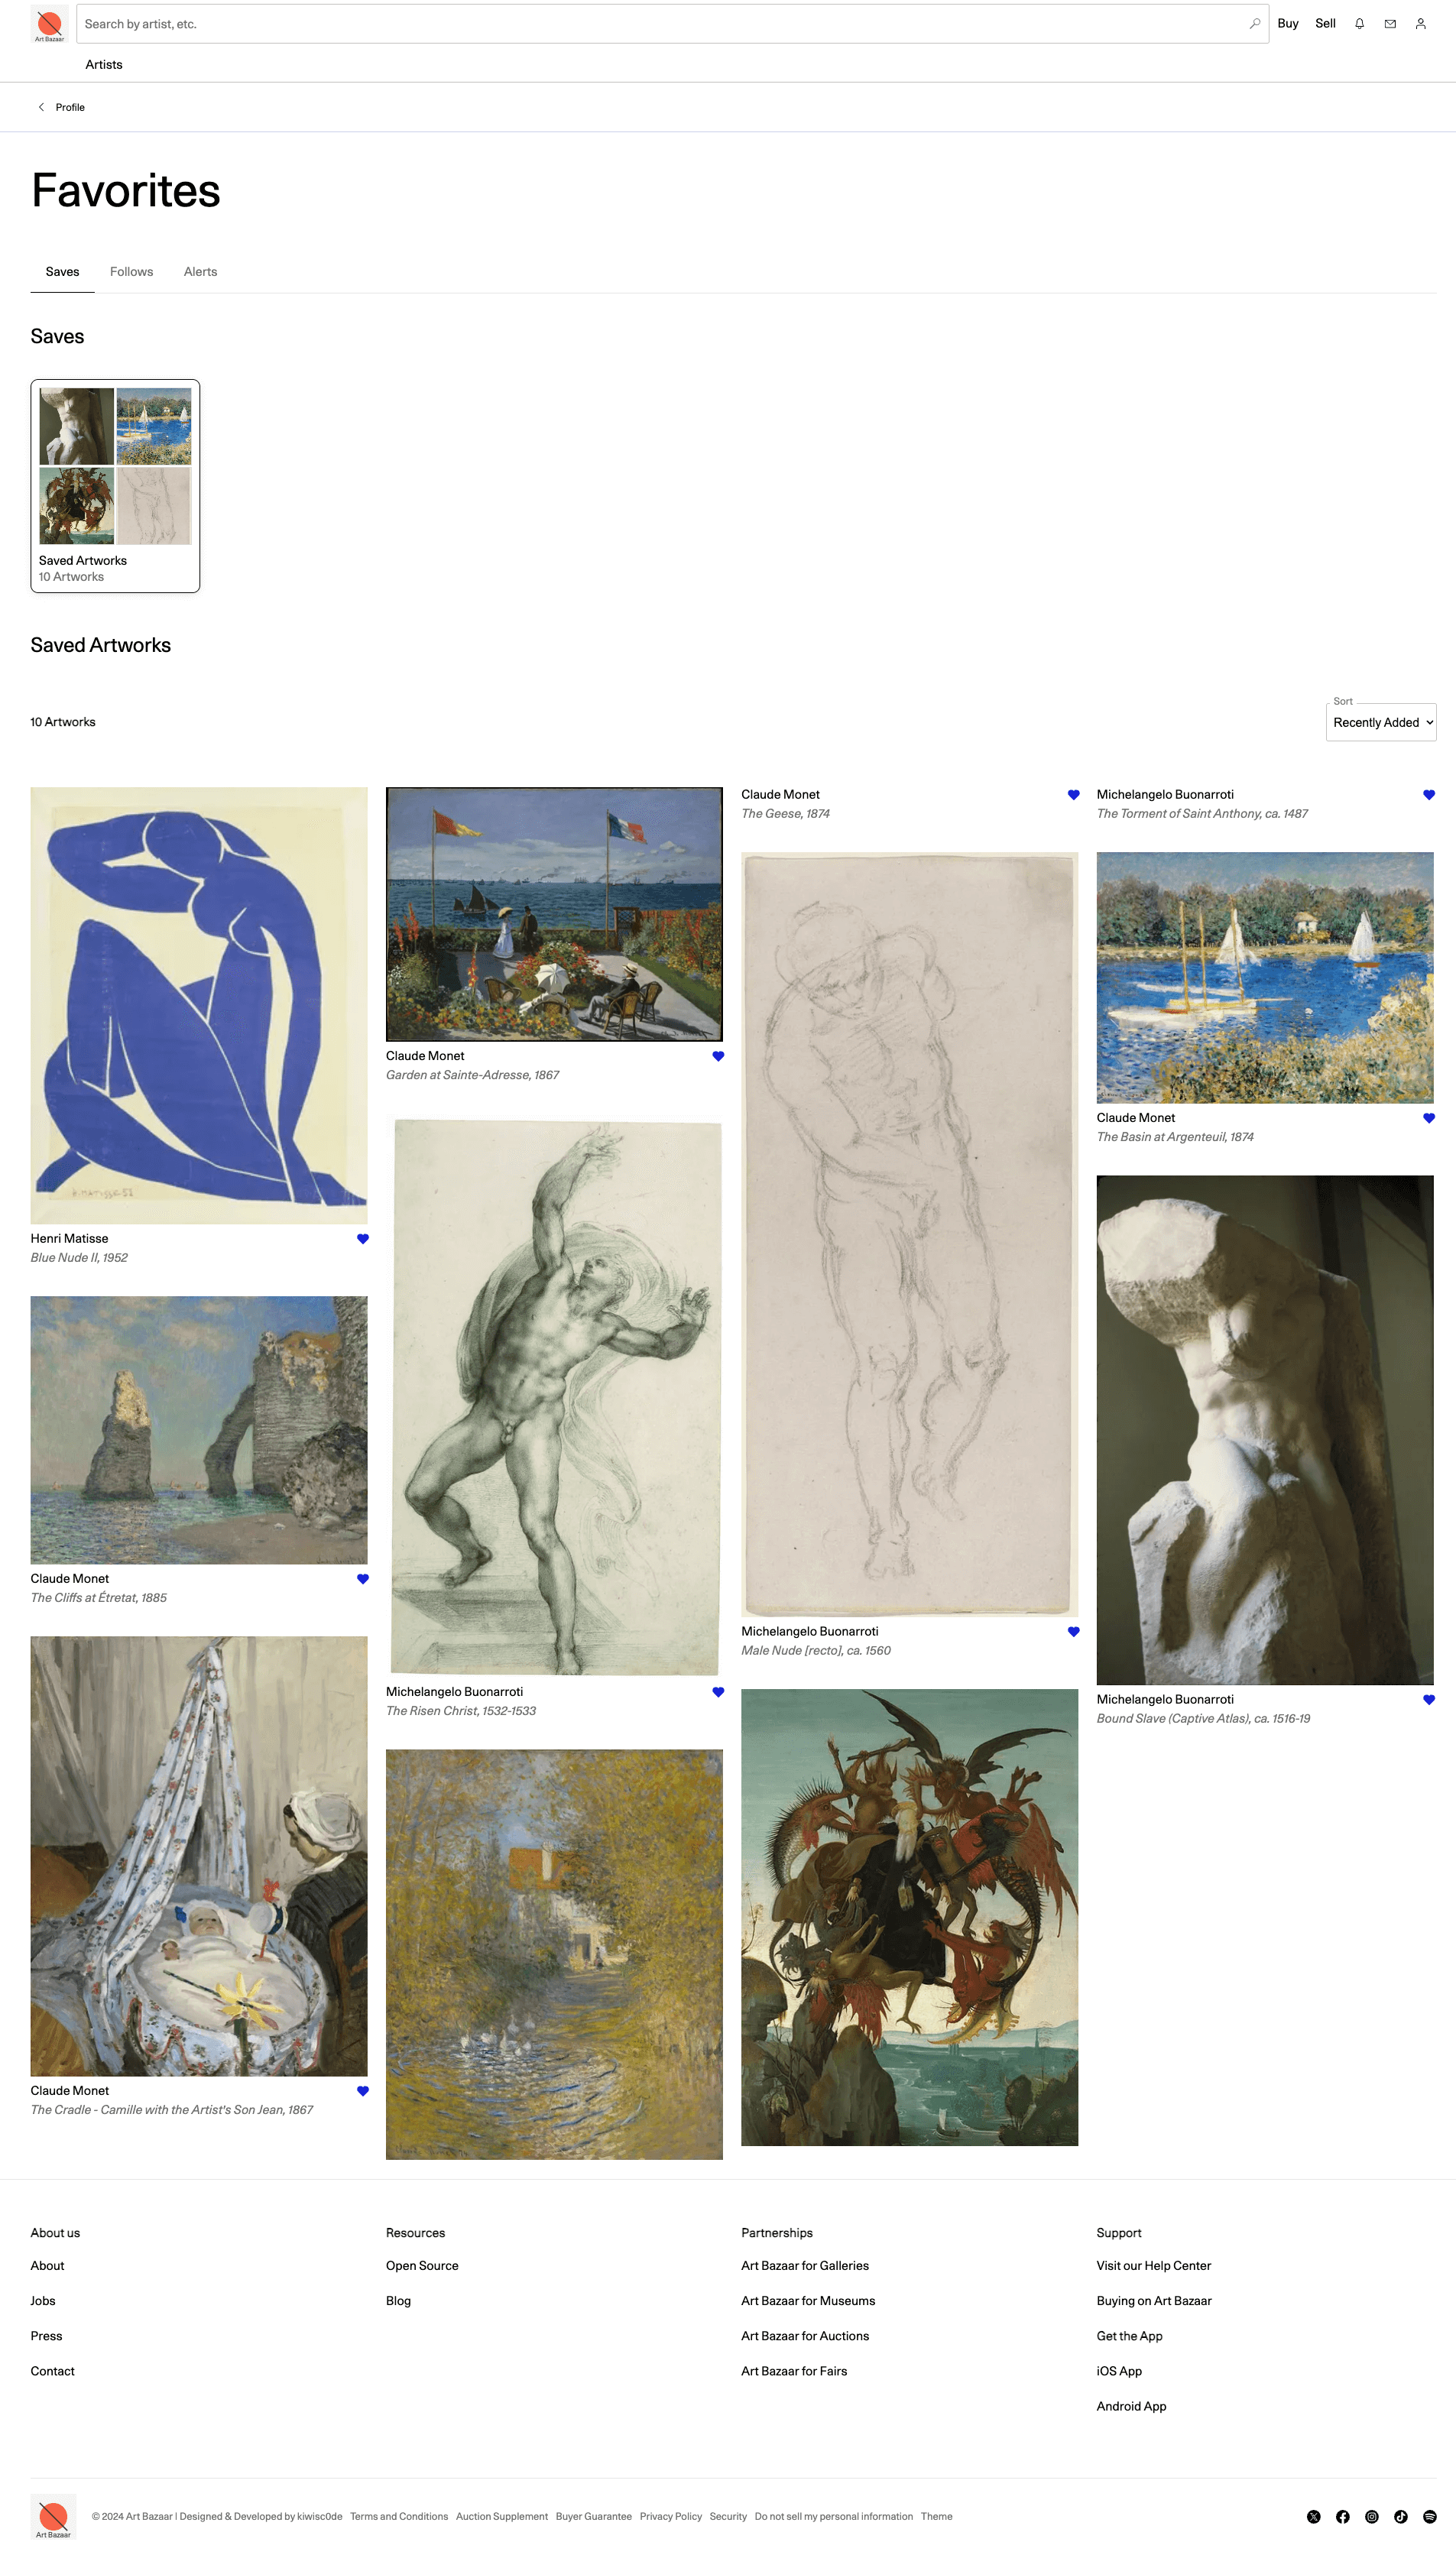 Art Bazaar
Search by artist, etc.
Buy
Sell
Artists
Profile
Favorites
Saves
Follows
Alerts
Saves
Saved Artworks
10 Artworks
Saved Artworks
10 Artworks
Sort
Recently Added
Henri Matisse
Blue Nude II, 1952
Claude Monet
The Cliffs at Étretat, 1885
Claude Monet
The Cradle - Camille with the Artist's Son Jean, 1867
Claude Monet
Garden at Sainte-Adresse, 1867
Michelangelo Buonarroti
The Risen Christ, 1532-1533
Claude Monet
The Geese, 1874
Michelangelo Buonarroti
Male Nude [recto], ca. 1560
Michelangelo Buonarroti
The Torment of Saint Anthony, ca. 1487
Claude Monet
The Basin at Argenteuil, 1874
Michelangelo Buonarroti
Bound Slave (Captive Atlas), ca. 1516-19
About us
About
Jobs
Press
Contact
Resources
Open Source
Blog
Partnerships
Art Bazaar for Galleries
Art Bazaar for Museums
Art Bazaar for Auctions
Art Bazaar for Fairs
Support
Visit our Help Center
Buying on Art Bazaar
Get the App
iOS App
Android App
Art Bazaar
© 2024 Art Bazaar | Designed & Developed by kiwisc0de Terms and Conditions Auction Supplement Buyer Guarantee Privacy Policy Security Do not sell my personal information Theme